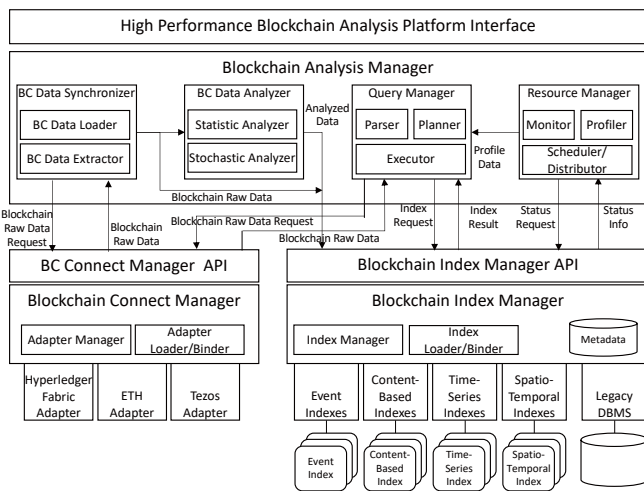 High Performance Blockchain Analysis Platform Interface
Blockchain Analysis Manager
BC Data Synchronizer
BC Data Loader
BC Data Extractor
BC Data Analyzer
Statistic Analyzer
Stochastic Analyzer
Analyzed
Data
Query Manager
Parser
Planner
Executor
Profile
Data
Resource Manager
Monitor
Profiler
Scheduler/
Distributor
Blockchain Raw Data
Blockchain
Raw Data
Request
Blockchain
Raw Data
Blockchain Raw Data Request
Blockchain Raw Data
Index
Request
Index
Result
Status
Request
Status
Info
BC Connect Manager API
Blockchain Index Manager API
Blockchain Connect Manager
Adapter Manager
Adapter
Loader/Binder
Blockchain Index Manager
Index Manager
Index
Loader/Binder
Metadata
Hyperledger
Fabric
Adapter
ETH
Adapter
Tezos
Adapter
Event
Indexes
Content-
Based Indexes
Time-
Series Indexes
Spatio-
Temporal Indexes
Legacy
DBMS
Event
Index
Content-
Based
Index
Time-
Series
Index
Spatio-
Temporal
Index